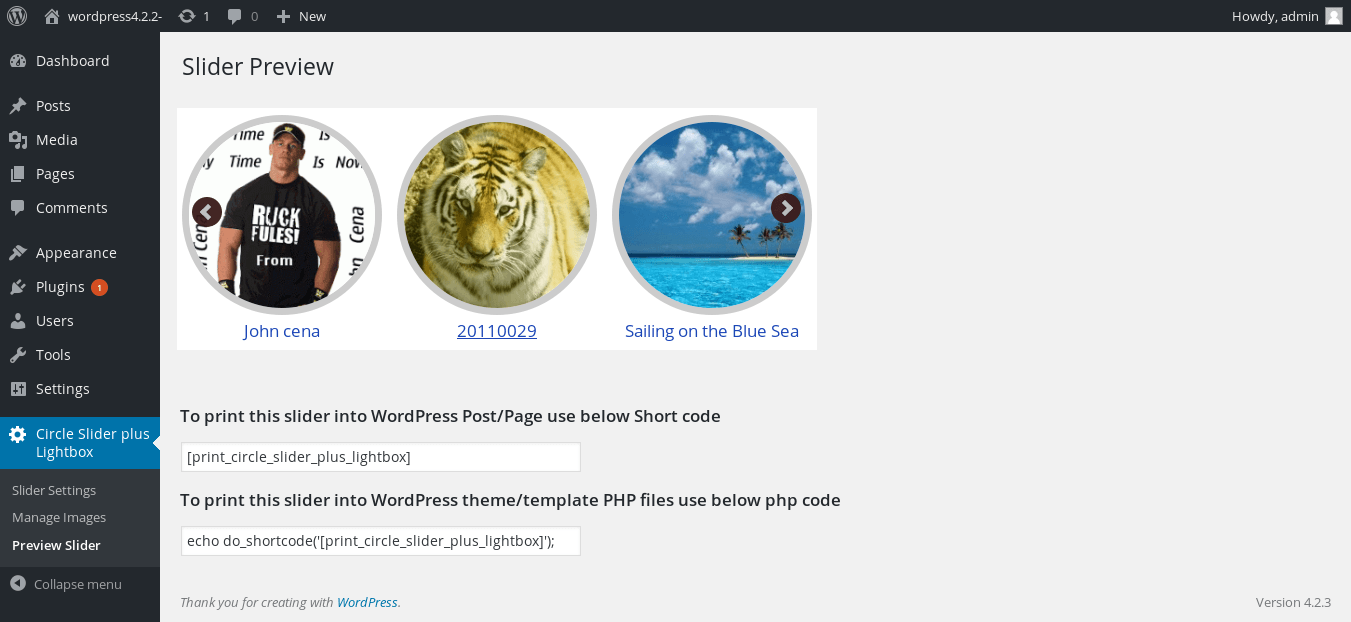 wordpress4.2.2-
1
0
New
Howdy, admin
Dashboard
Posts
Media
Pages
Comments
Appearance
Plugins 1
Users
Tools
Settings
Circle Slider plus
Lightbox
Slider Settings
Manage Images
Preview Slider
Collapse menu
Slider Preview
Time Is
Time Is Now
RUCK
FULES!
From
Cena
Cen
John cena
20110029
Sailing on the Blue Sea
To print this slider into WordPress Post/Page use below Short code
[print_circle_slider_plus_lightbox]
To print this slider into WordPress theme/template PHP files use below php code
echo do_shortcode('[print_circle_slider_plus_lightbox]');
Thank you for creating with WordPress.
Version 4.2.3